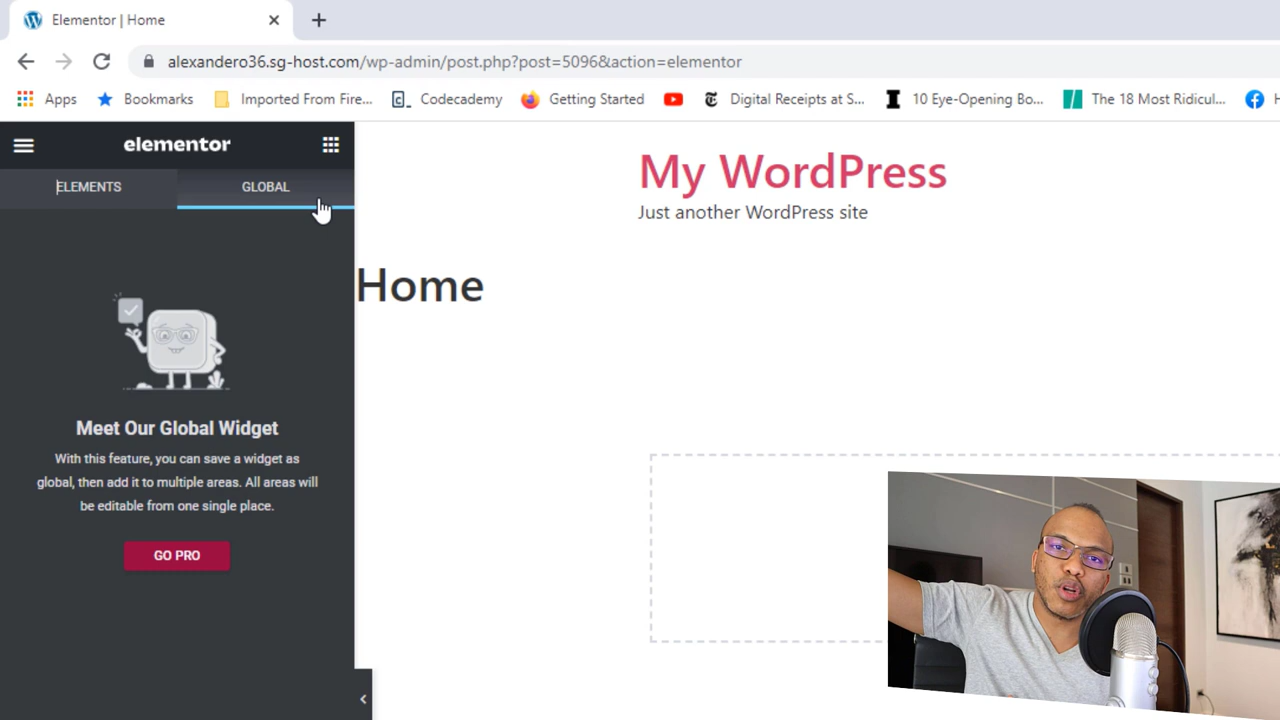 Elementor | Home
alexandero36.sg-host.com/wp-admin/post.php?post=5096&action=elementor
Apps Bookmarks Imported From Fire... Codecademy Getting Started Digital Receipts at S... 10 Eye-Opening Bo... The 18 Most Ridicul...
elementor
ELEMENTS GLOBAL
My WordPress
Just another WordPress site
Home
Meet Our Global Widget
With this feature, you can save a widget as
global, then add it to multiple areas. All areas will
be editable from one single place.
GO PRO